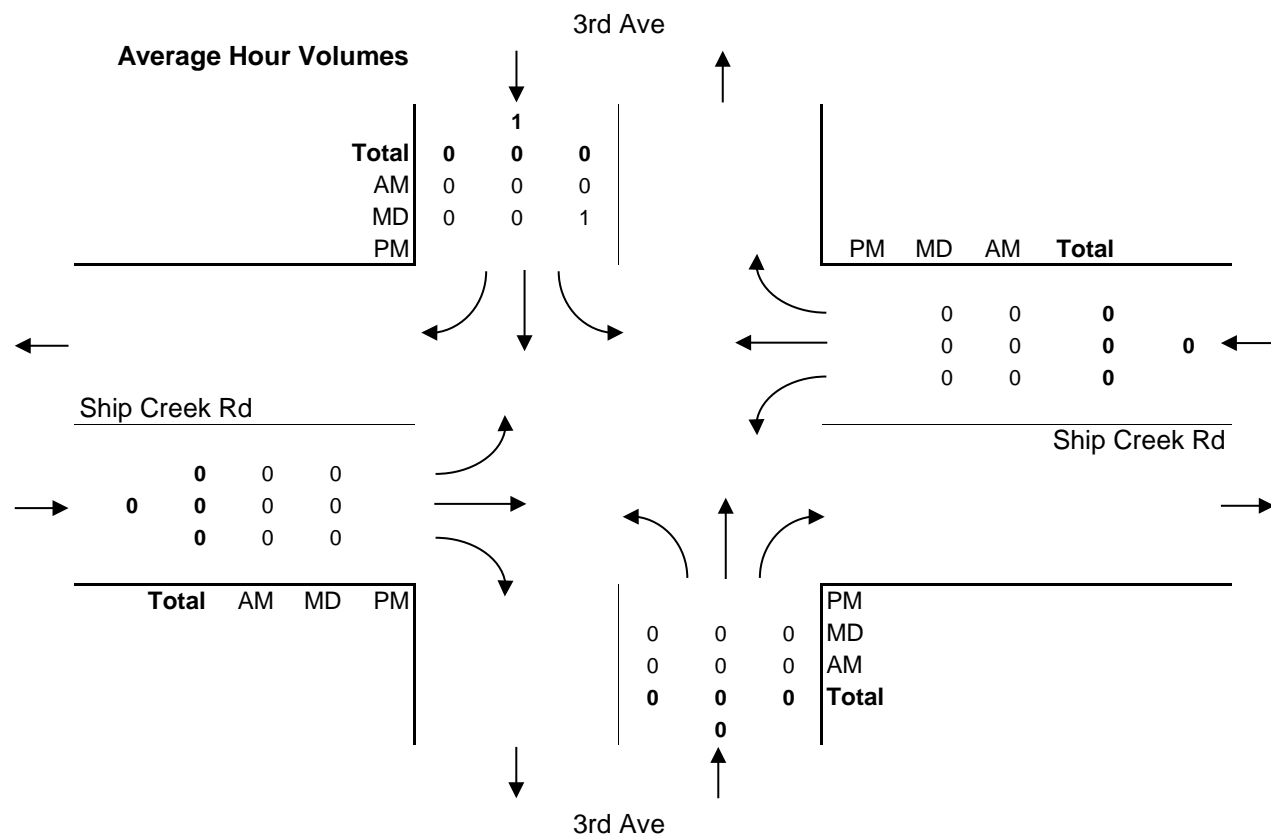 3rd Ave
Average Hour Volumes
1
Total 0 0 0
AM 0 0 0
MD 0 0 1
PM
PM MD AM Total
0 0 0
0 0 0 0
0 0 0
Ship Creek Rd
Ship Creek Rd
0 0 0
0 0 0 0
0 0 0
Total AM MD PM
PM
0 0 0 MD
0 0 0 AM
0 0 0 Total
0
3rd Ave